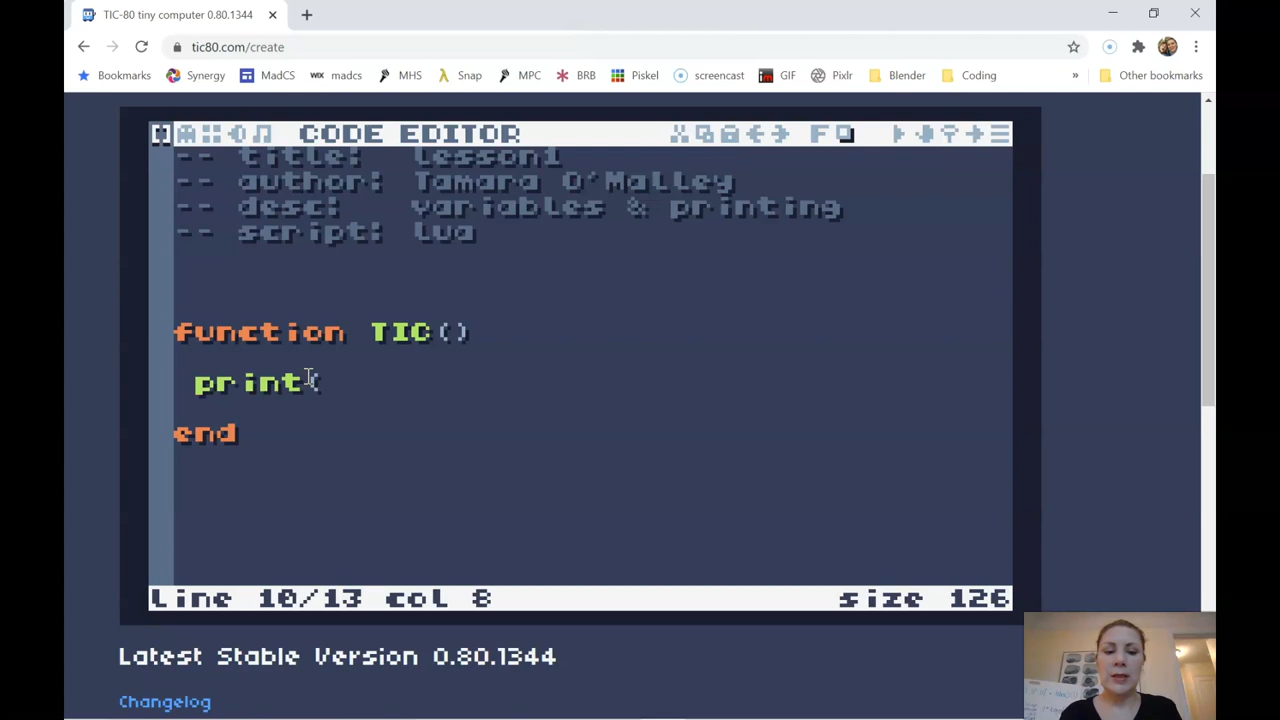 TIC-80 tiny computer 0.80.1344
tic80.com/create
Bookmarks Synergy MadCS WIX madcs MHS Snap MPC BRB Piskel screencast im GIF Pixlr Blender Coding » Other bookmarks
CODE EDITOR F
-- title: lesson1
-- author: Tamara O'Malley
-- desc: variables & printing
-- script: lua
function TIC()
print(
end
line 10/13 col 8 size 126
Latest Stable Version 0.80.1344
Changelog